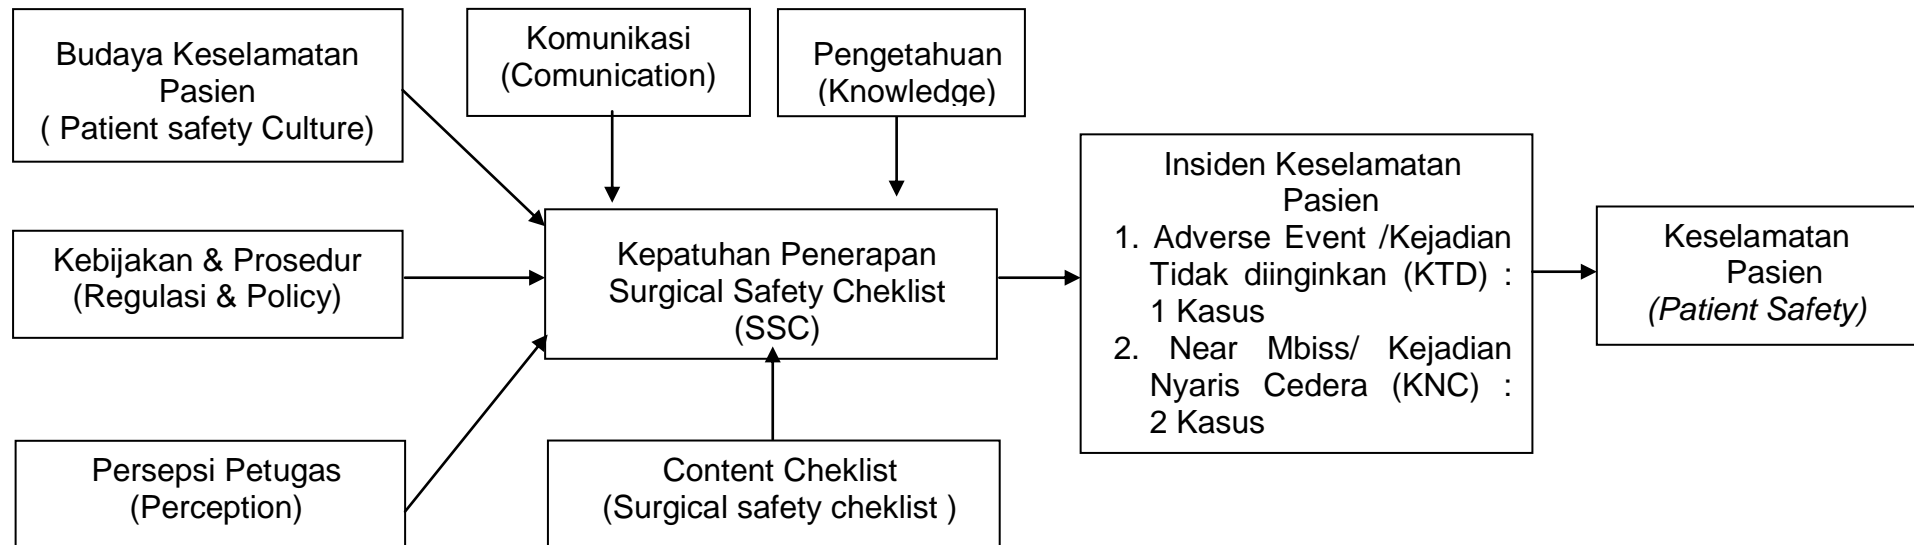 Budaya Keselamatan
Pasien
( Patient safety Culture)
Komunikasi
(Comunication)
Pengetahuan
(Knowledge)
Kebijakan & Prosedur
(Regulasi & Policy)
Kepatuhan Penerapan
Surgical Safety Cheklist
(SSC)
Insiden Keselamatan
Pasien
1. Adverse Event /Kejadian
Tidak diinginkan (KTD) :
1 Kasus
2. Near Mbiss/ Kejadian
Nyaris Cedera (KNC) :
2 Kasus
Keselamatan
Pasien
(Patient Safety)
Persepsi Petugas
(Perception)
Content Cheklist
(Surgical safety cheklist )